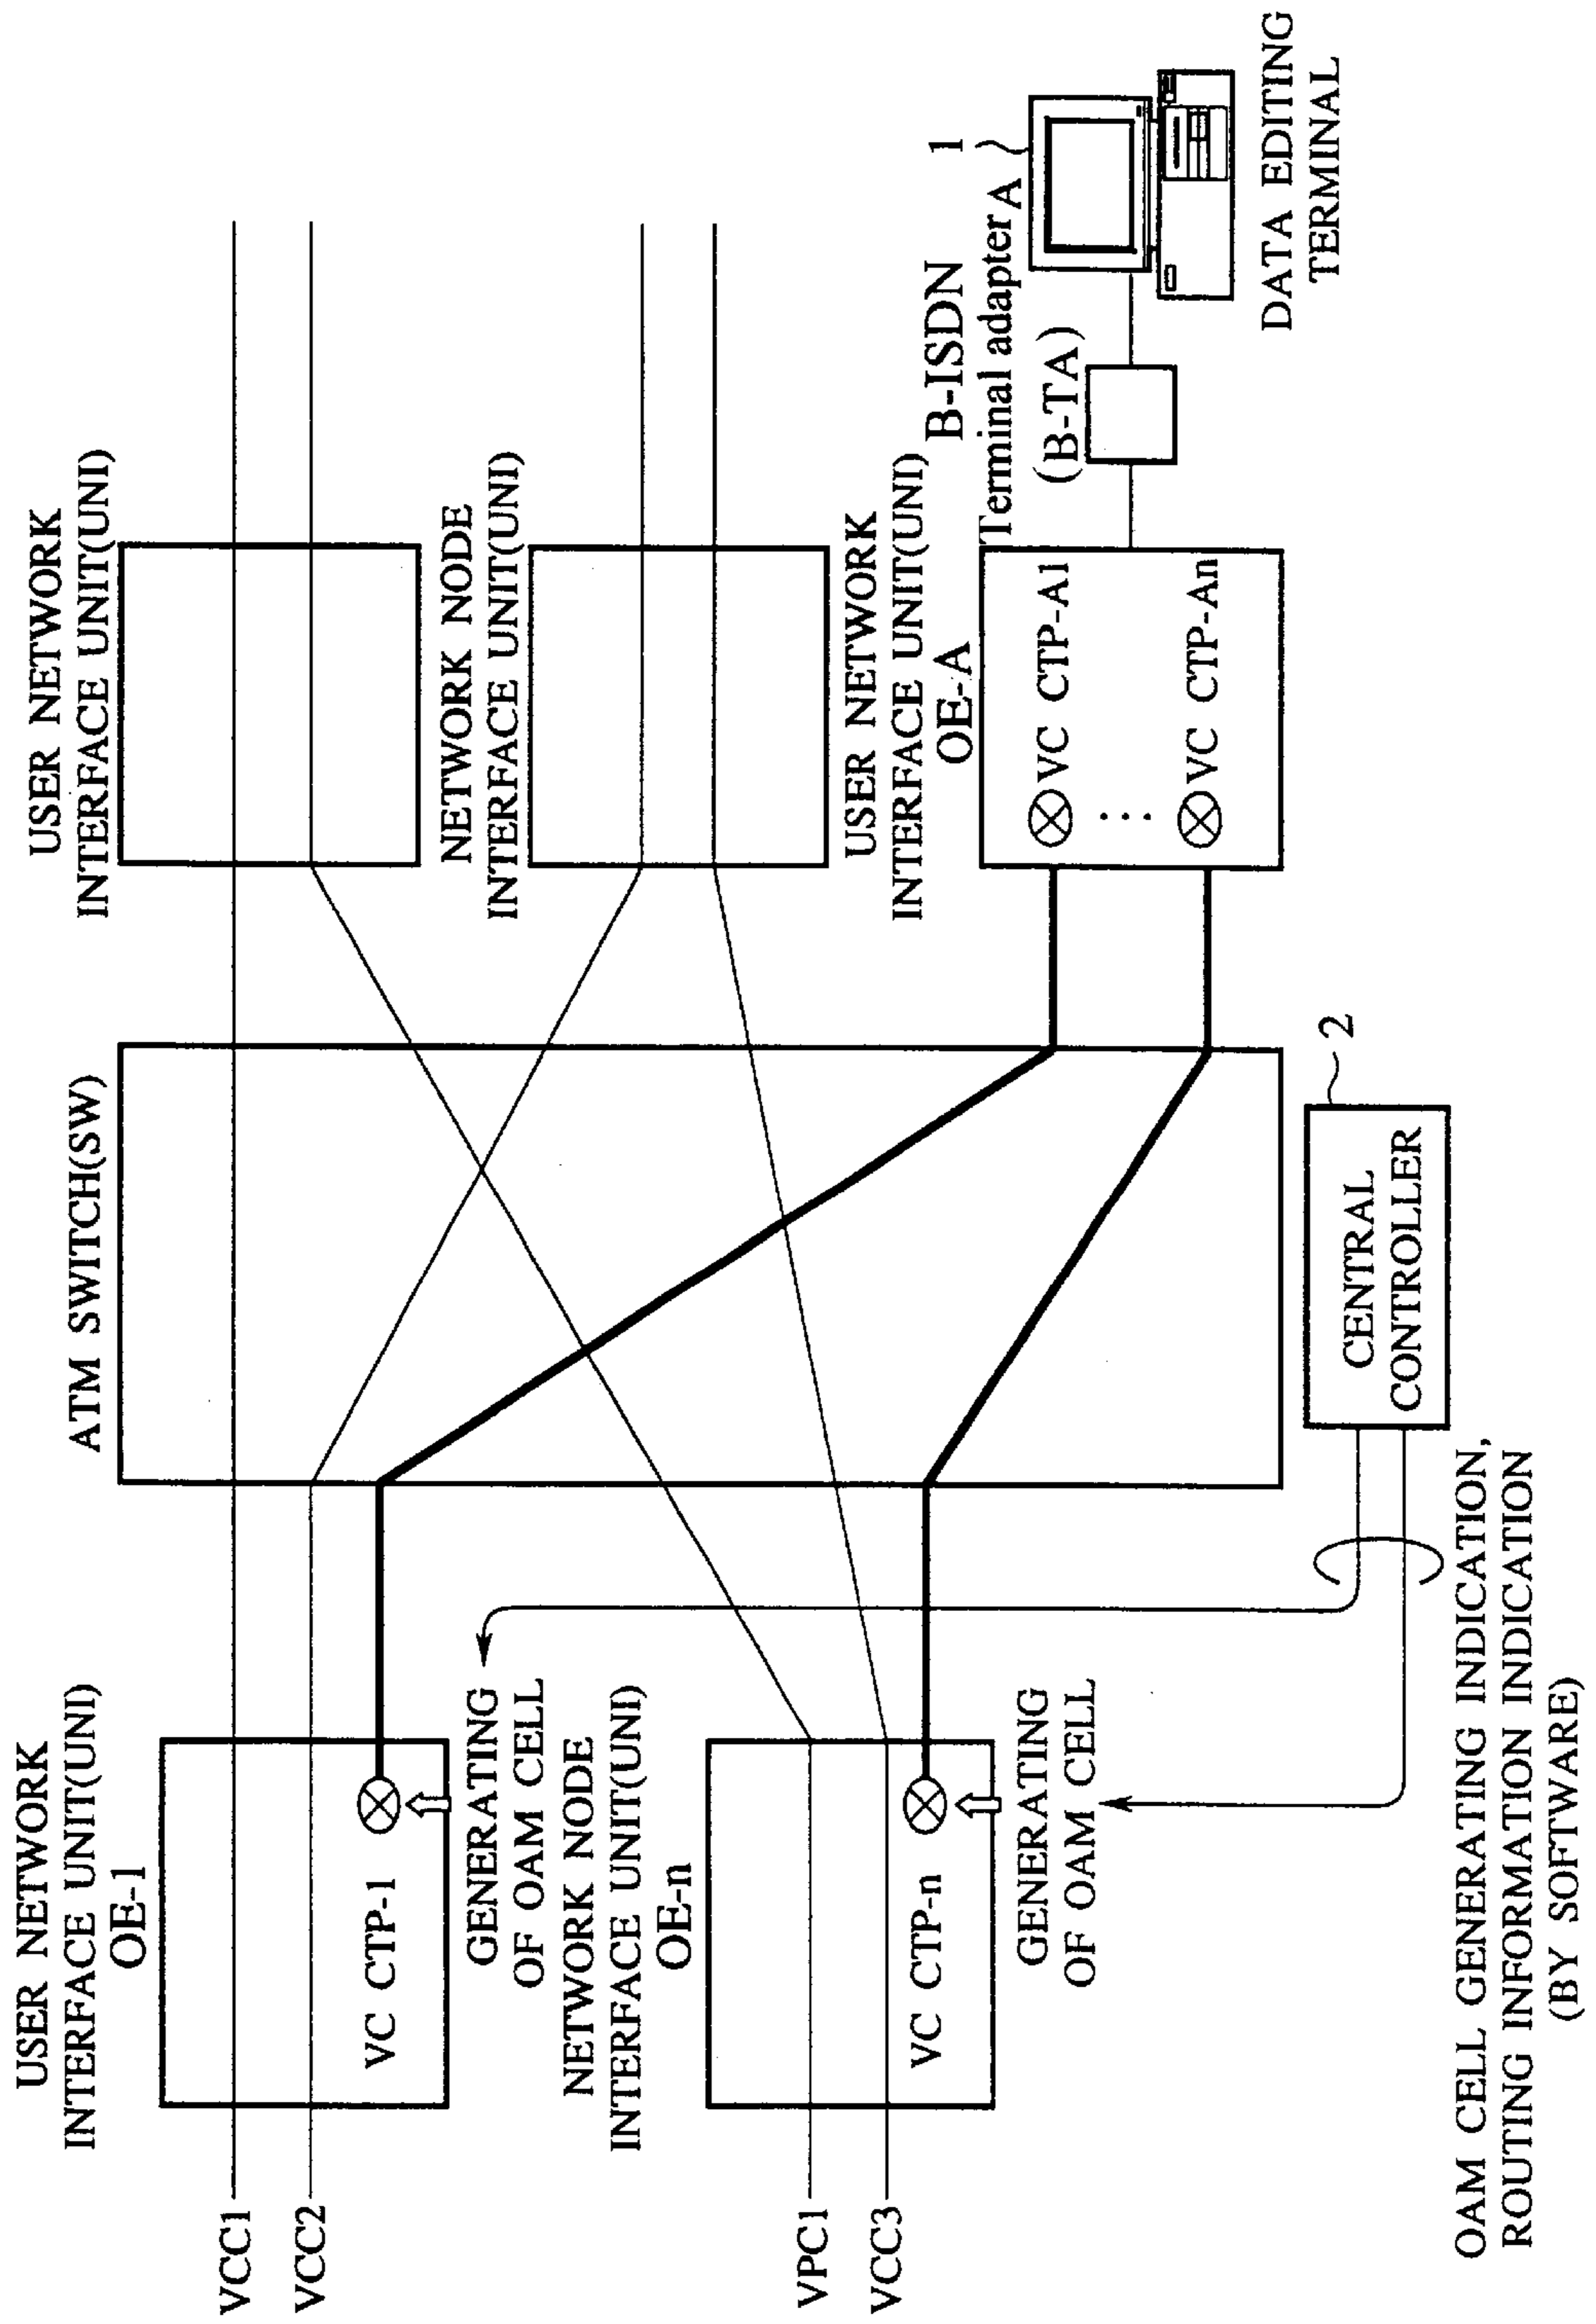 USER NETWORK
INTERFACE UNIT(UNI)
OE-1
VCC1
VCC2
VC CTP-1
GENERATING
OF OAM CELL
NETWORK NODE
INTERFACE UNIT(UNI)
OE-n
VPC1
VCC3
VC CTP-n
GENERATING
OF OAM CELL
OAM CELL GENERATING INDICATION,
ROUTING INFORMATION INDICATION
(BY SOFTWARE)
ATM SWITCH(SW)
2
CENTRAL
CONTROLLER
USER NETWORK
INTERFACE UNIT(UNI)
NETWORK NODE
INTERFACE UNIT(UNI)
USER NETWORK
INTERFACE UNIT(UNI)
OE-A
VC CTP-A1
VC CTP-An
B-ISDN
Terminal adapter
(B-TA)
1
A
DATA EDITING
TERMINAL